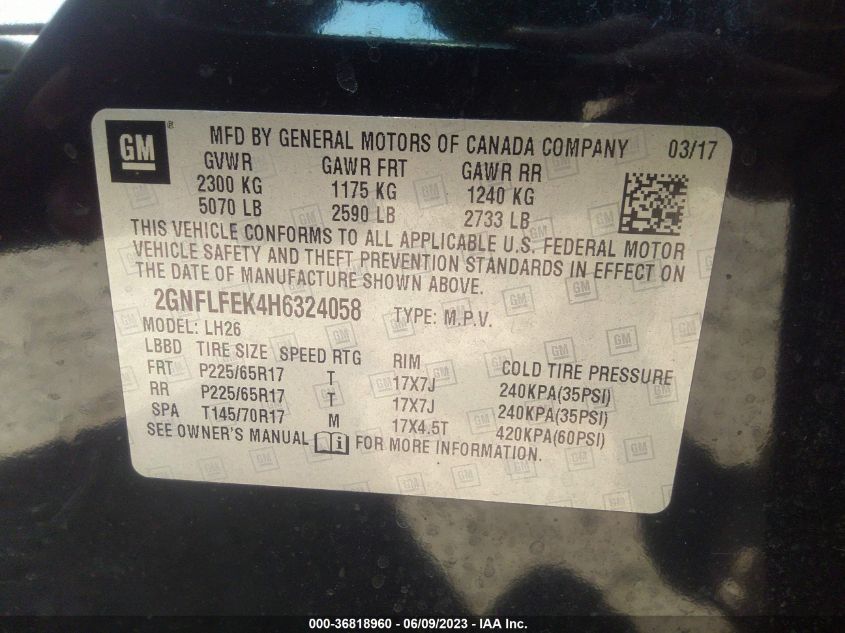 GM®
MFD BY GENERAL MOTORS OF CANADA COMPANY 03/17
GVWR GAWR FRT GAWR RR
2300 KG 1175 KG 1240 KG
5070 LB 2590 LB 2733 LB
THIS VEHICLE CONFORMS TO ALL APPLICABLE U.S. FEDERAL MOTOR
VEHICLE SAFETY AND THEFT PREVENTION STANDARDS IN EFFECT ON
THE DATE OF MANUFACTURE SHOWN ABOVE.
2GNFLFEK4H6324058 TYPE: M.P.V.
MODEL: LH26
LBBD TIRE SIZE SPEED RTG RIM COLD TIRE PRESSURE
FRT P225/65R17 T 17X7J 240KPA(35PSI)
RR P225/65R17 T 17X7J 240KPA(35PSI)
SPA T145/70R17 M 17X4.5T 420KPA(60PSI)
SEE OWNER'S MANUAL FOR MORE INFORMATION.
000-36818960 - 06/09/2023 - IAA Inc.